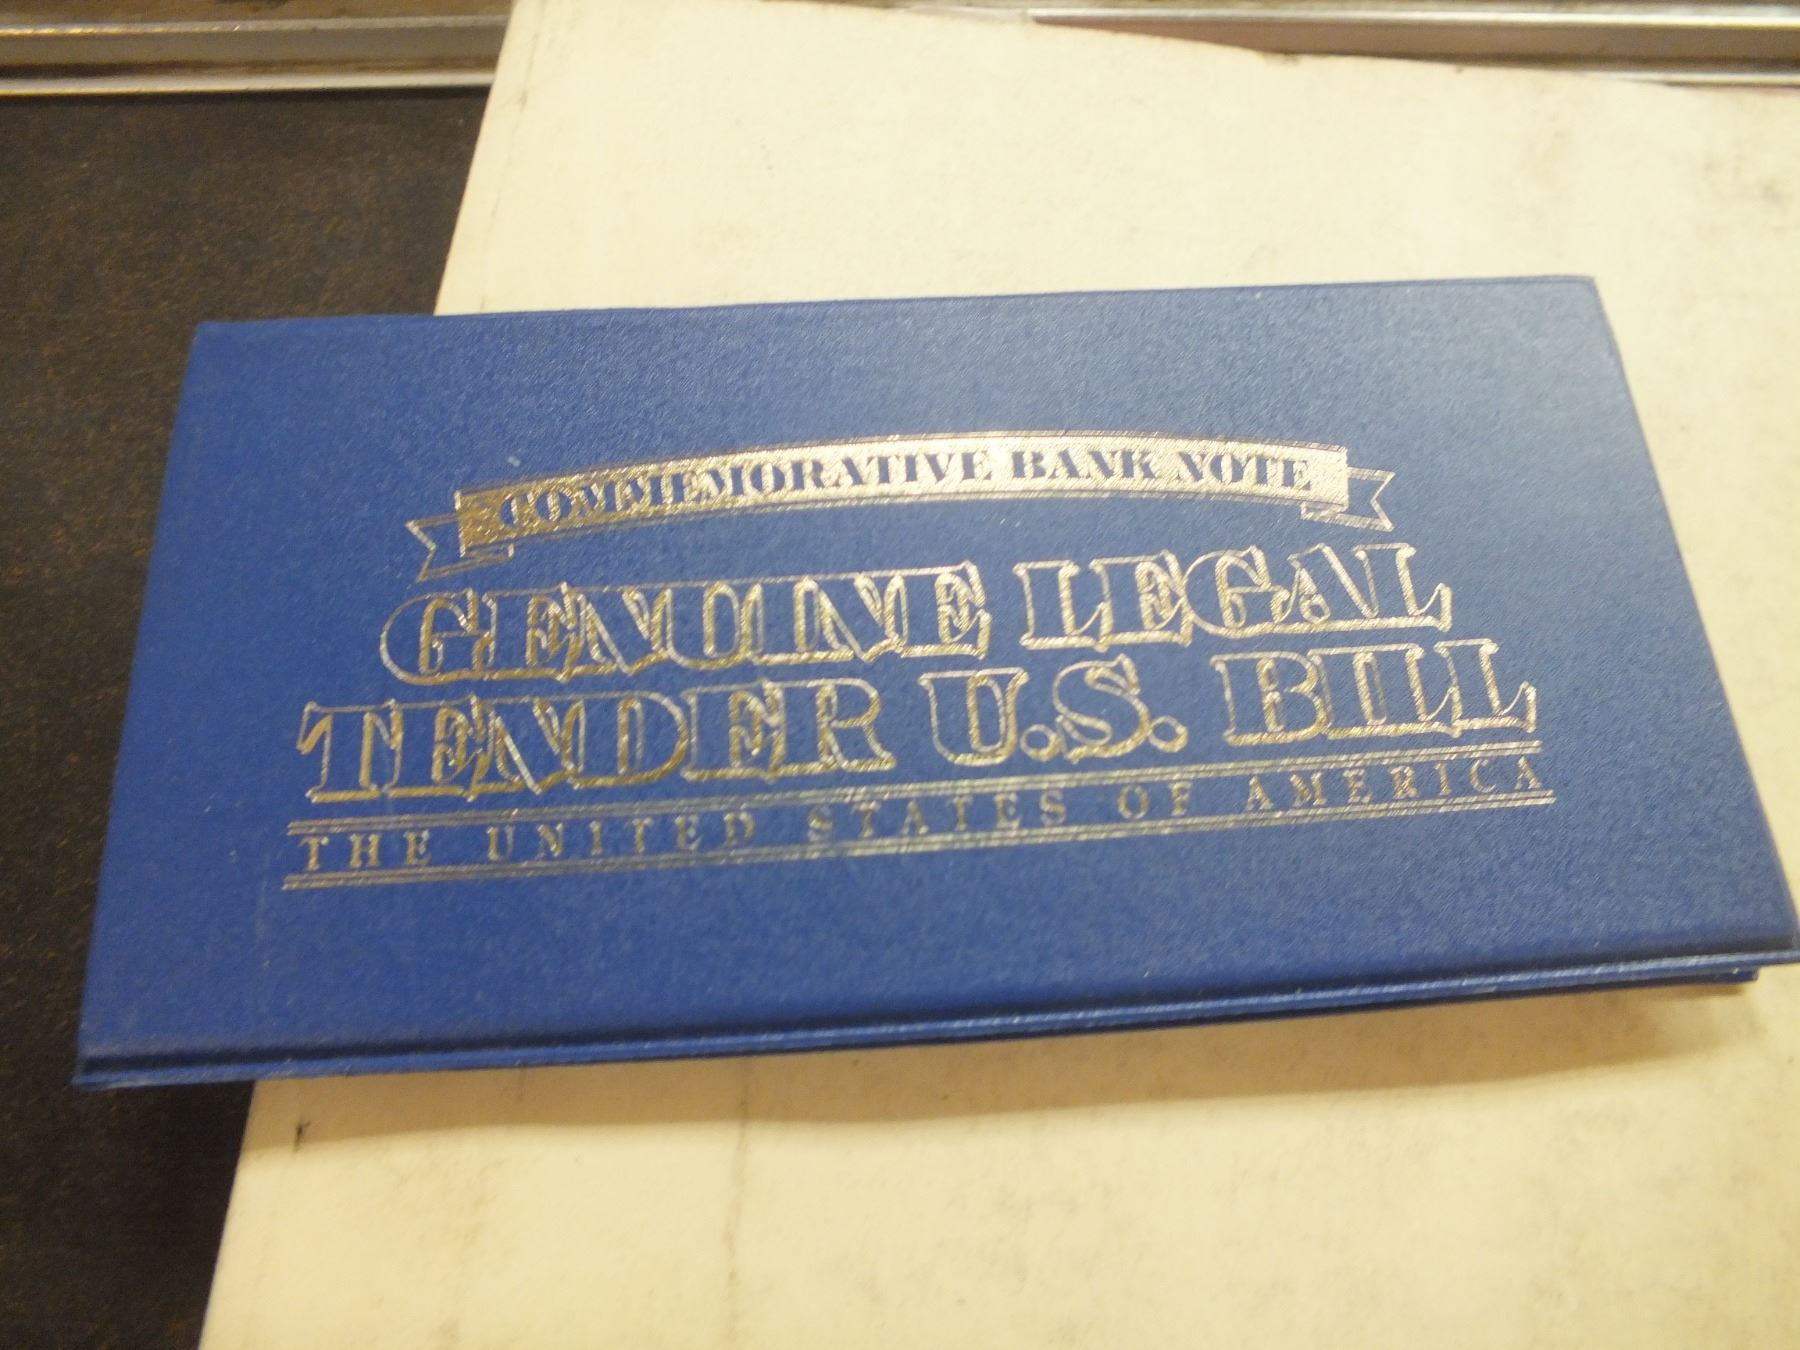 COMMEMORATIVE BANK NOTE
GENUINE LEGAL
TENDER U.S. BILL
THE UNITED STATES OF AMERICA